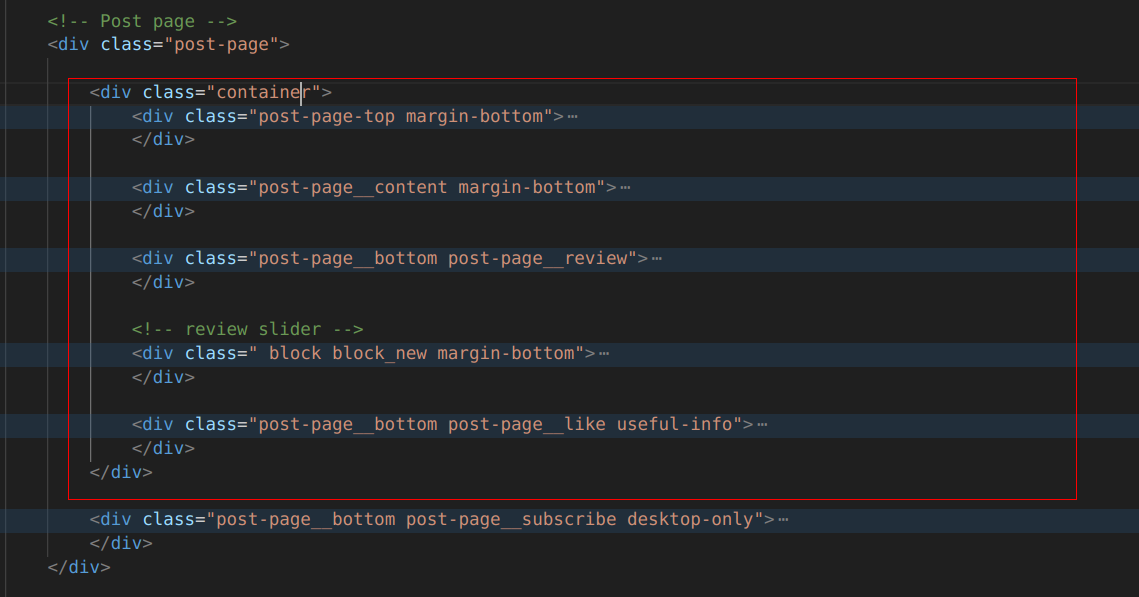 <!-- Post page -->
<div class="post-page">
<div class="container">
<div class="post-page-top margin-bottom">⋯
</div>
<div class="post-page__content margin-bottom">⋯
</div>
<div class="post-page__bottom post-page__review">⋯
</div>
<!-- review slider -->
<div class=" block block_new margin-bottom">⋯
</div>
<div class="post-page__bottom post-page__like useful-info">⋯
</div>
</div>
<div class="post-page__bottom post-page__subscribe desktop-only">⋯
</div>
</div>